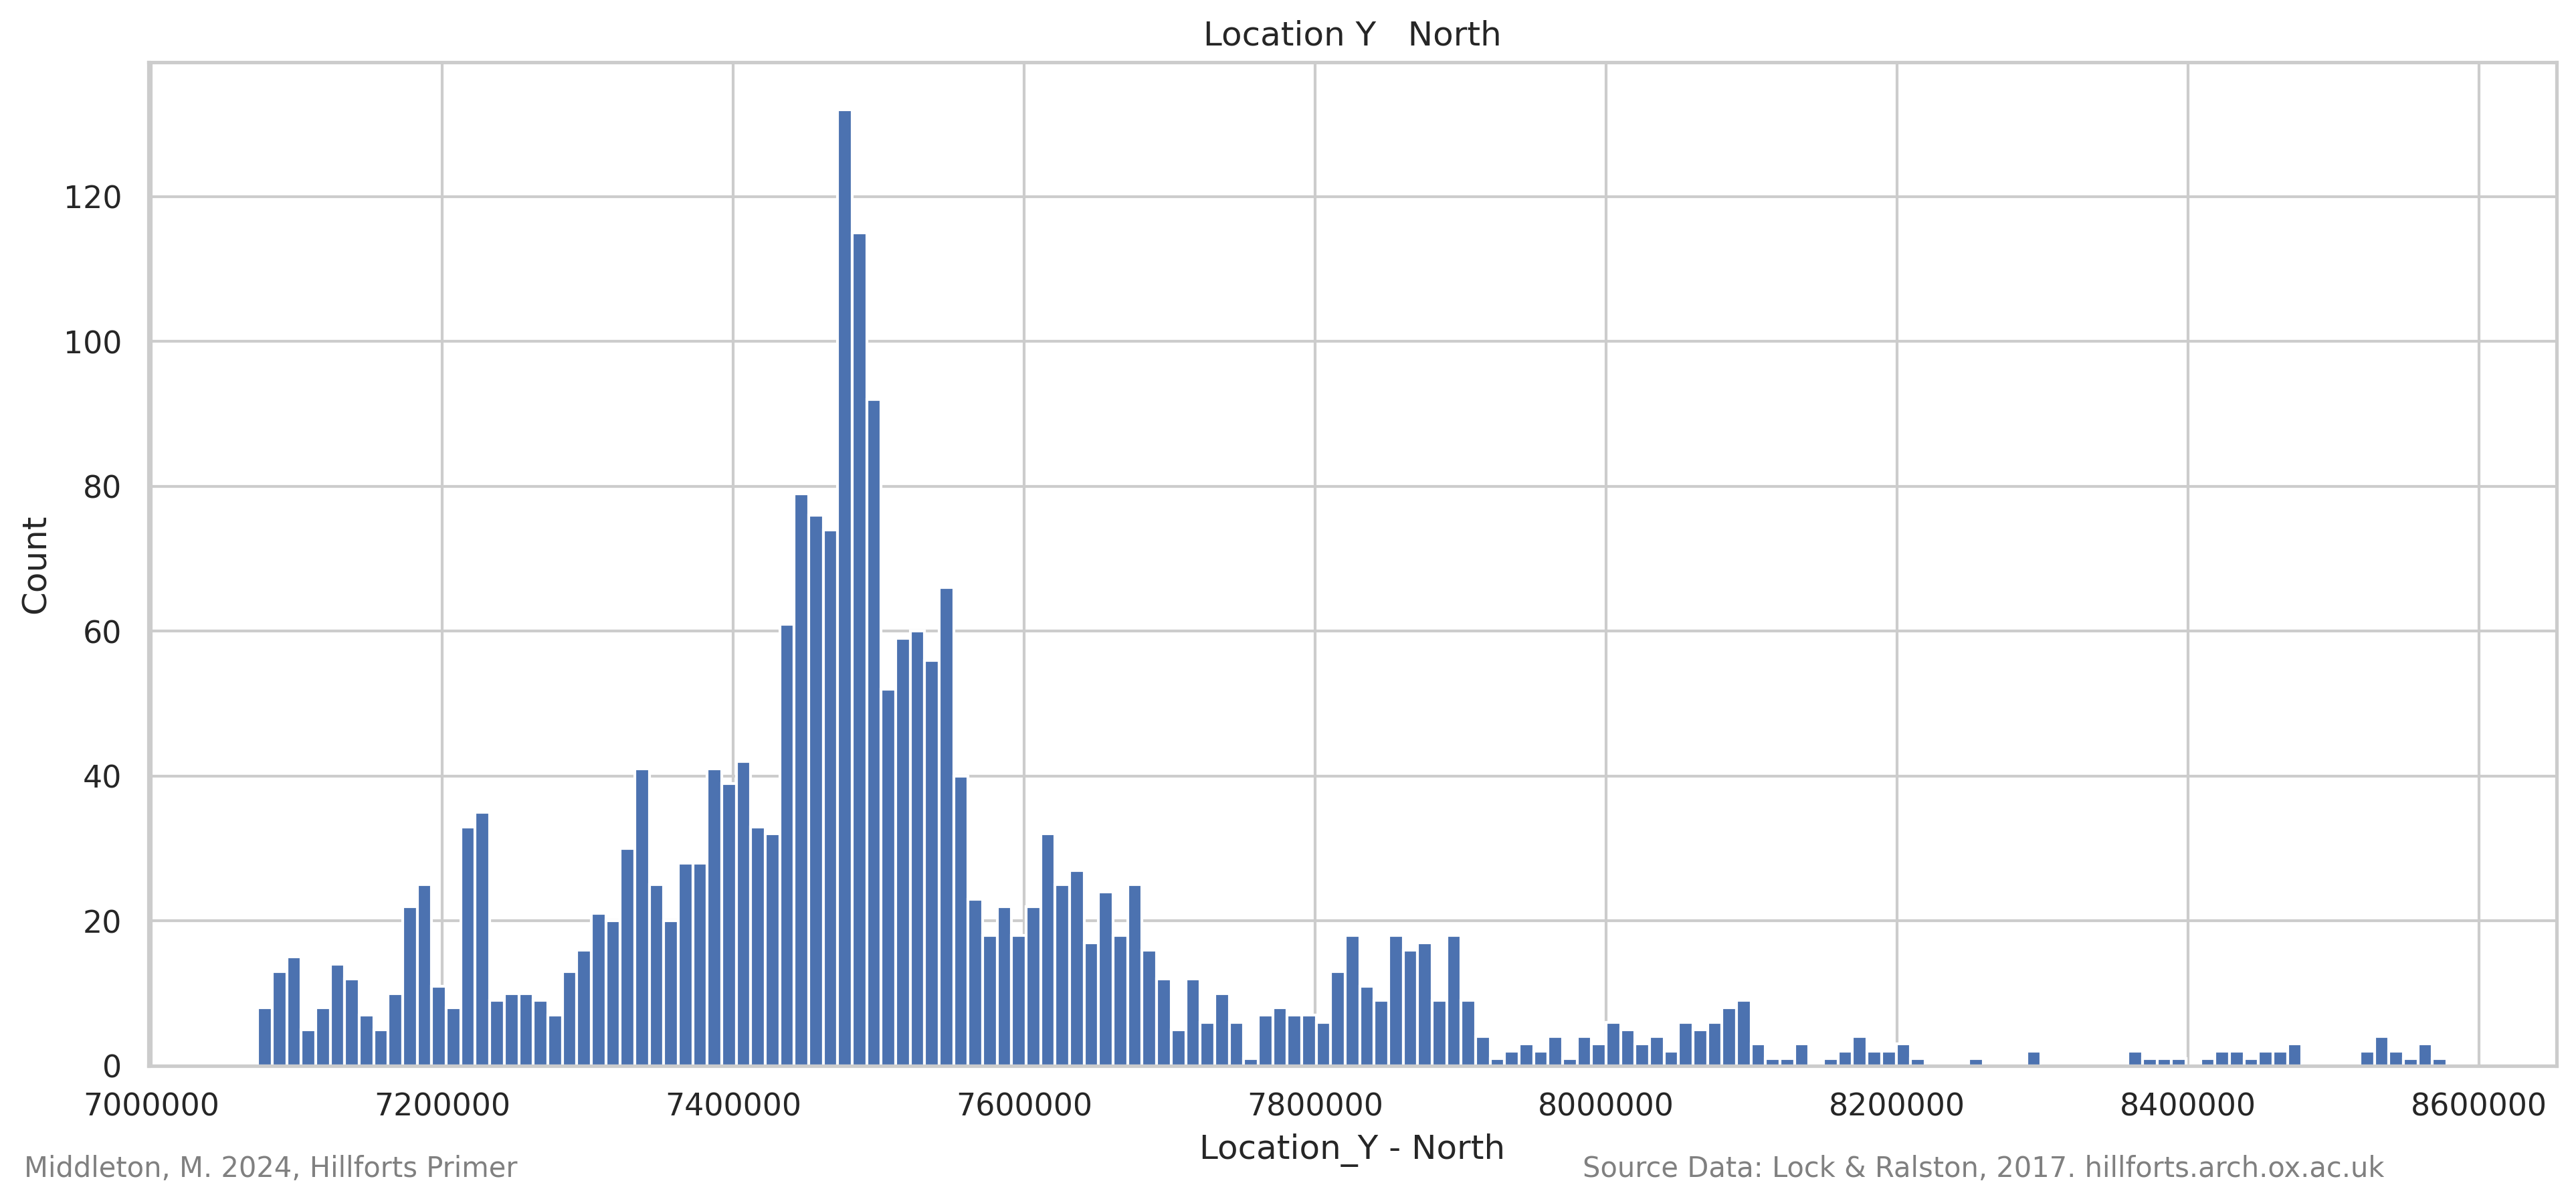 Location Y   North
120
100
80
60
40
20
0
Count
7000000 7200000 7400000 7600000 7800000 8000000 8200000 8400000 8600000
Location_Y - North
Middleton, M. 2024, Hillforts Primer
Source Data: Lock & Ralston, 2017. hillforts.arch.ox.ac.uk